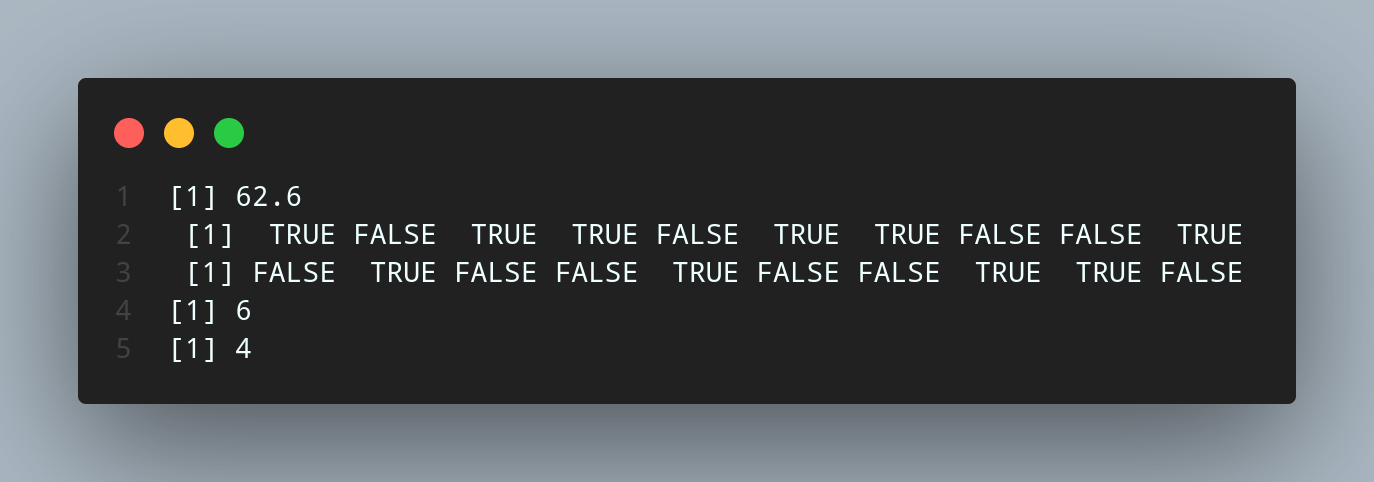 1 [1] 62.6
2  [1]  TRUE FALSE  TRUE  TRUE FALSE  TRUE  TRUE FALSE FALSE  TRUE
3  [1] FALSE  TRUE FALSE FALSE  TRUE FALSE FALSE  TRUE  TRUE FALSE
4 [1] 6
5 [1] 4